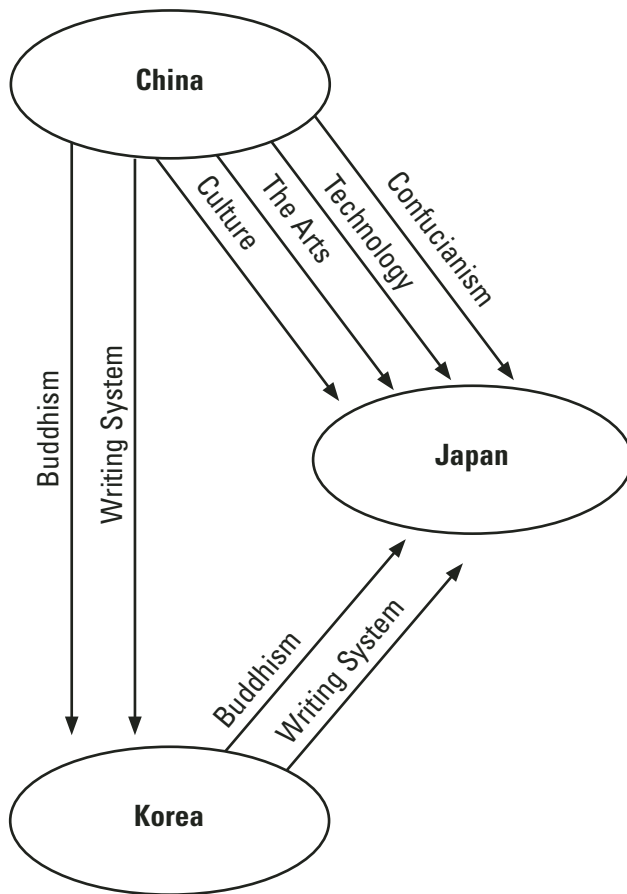 China
Culture
The Arts
Technology
Confucianism
Buddhism
Writing System
Japan
Buddhism
Writing System
Korea